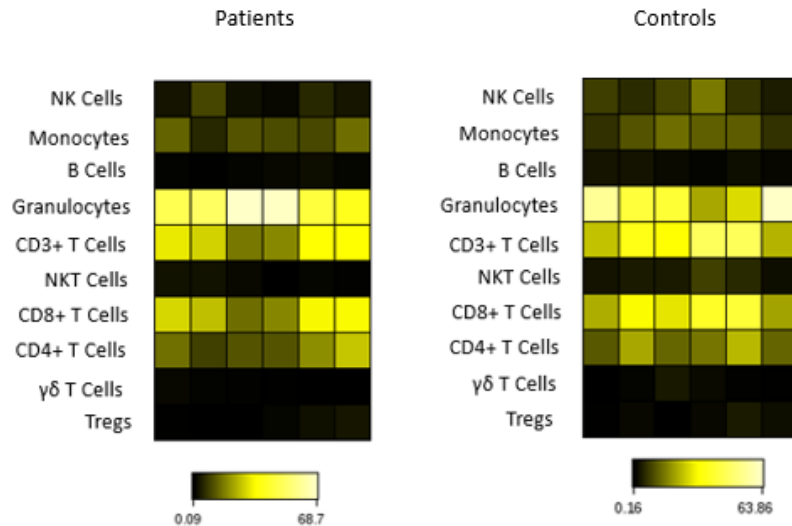 Patients
NK Cells
Monocytes
B Cells
Granulocytes
CD3+ T Cells
NKT Cells
CD8+ T Cells
CD4+ T Cells
γδ T Cells
Tregs
0.09 68.7
Controls
NK Cells
Monocytes
B Cells
Granulocytes
CD3+ T Cells
NKT Cells
CD8+ T Cells
CD4+ T Cells
γδ T Cells
Tregs
0.16 63.86